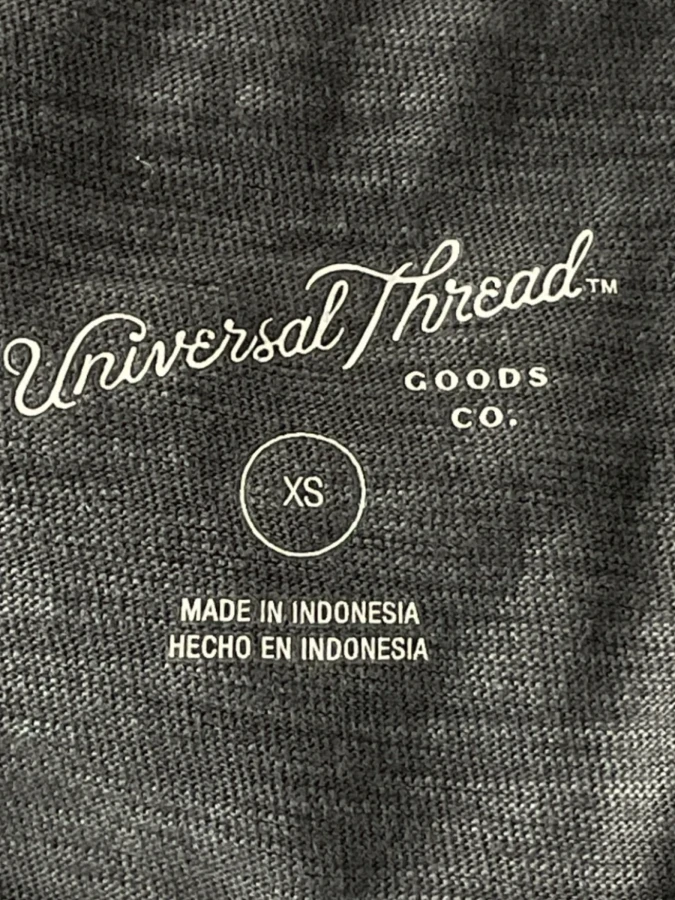 Universal Thread™
GOODS
CO.
XS
MADE IN INDONESIA
HECHO EN INDONESIA